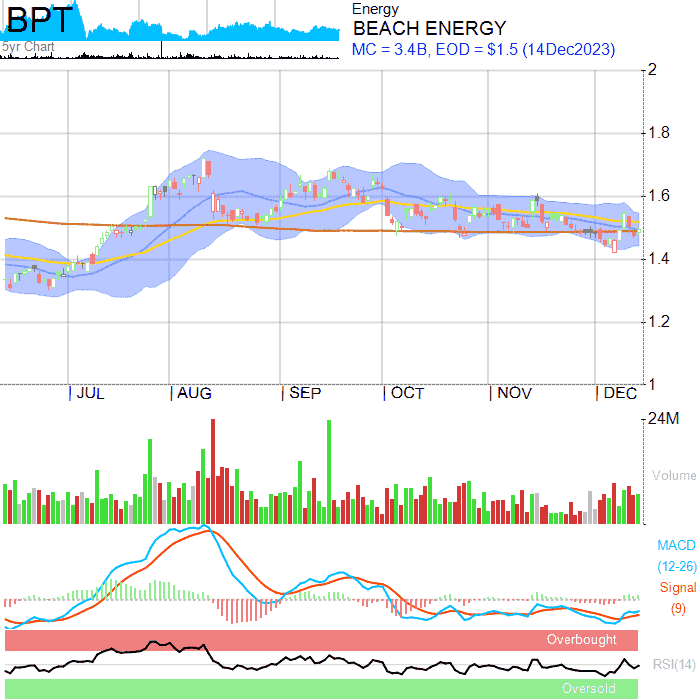 BPT
5yr Chart
Energy
BEACH ENERGY
MC = 3.4B, EOD = $1.5 (14Dec2023)
2
1.8
1.6
1.4
1.2
1
JUL
AUG
SEP
OCT
NOV
DEC
24M
Volume
MACD
(12-26)
Signal
(9)
Overbought
RSI(14)
Oversold